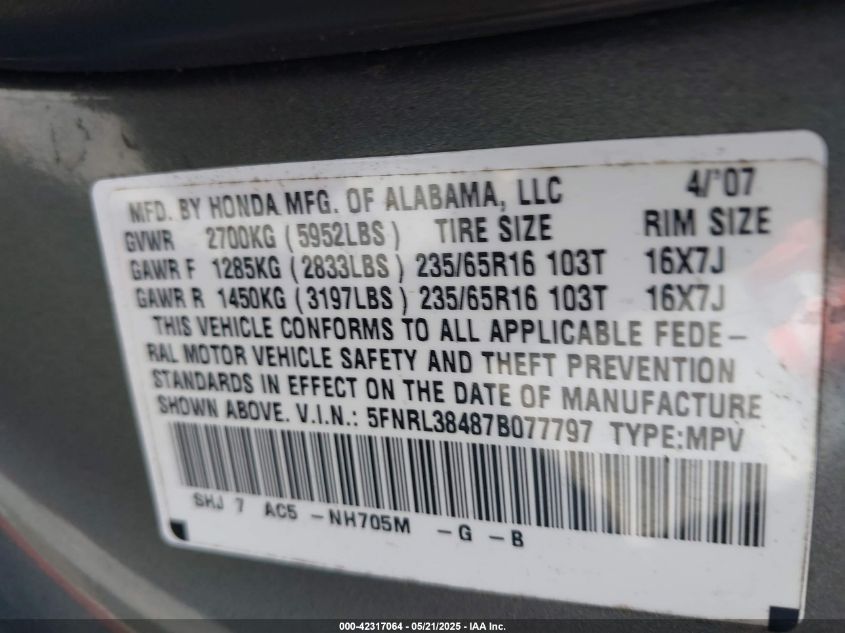 MFD. BY HONDA MFG. OF ALABAMA, LLC 4/'07
GVWR 2700KG (5952LBS) TIRE SIZE RIM SIZE
GAWR F 1285KG (2833LBS) 235/65R16 103T 16X7J
GAWR R 1450KG (3197LBS) 235/65R16 103T 16X7J
THIS VEHICLE CONFORMS TO ALL APPLICABLE FEDE-
RAL MOTOR VEHICLE SAFETY AND THEFT PREVENTION
STANDARDS IN EFFECT ON THE DATE OF MANUFACTURE
SHOWN ABOVE. V.I.N.: 5FNRL38487B077797 TYPE:MPV
SHJ 7 AC5 -NH705M -G -B
000-42317064 - 05/21/2025 - IAA Inc.